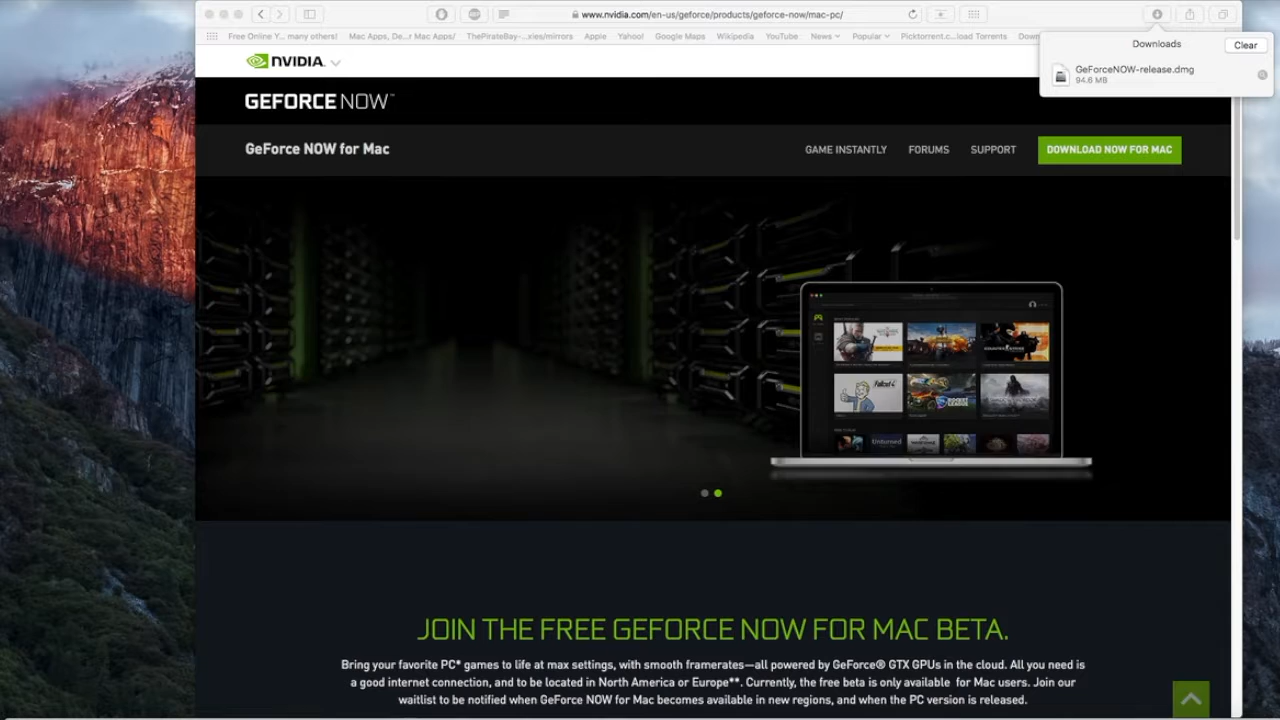 www.nvidia.com/en-us/geforce/products/geforce-now/mac-pc/
Free Online Y... many others!
Mac Apps, De...r Mac Apps/
ThePirateBay-...xies/mirrors
Apple
Yahoo!
Google Maps
Wikipedia
YouTube
News
Popular
Picktorrent.c...load Torrents
Down
Downloads
Clear
GeForceNOW-release.dmg
94.6 MB
NVIDIA.
GEFORCE NOW™
GeForce NOW for Mac
GAME INSTANTLY
FORUMS
SUPPORT
DOWNLOAD NOW FOR MAC
Fallout 4
Unturned
JOIN THE FREE GEFORCE NOW FOR MAC BETA.
Bring your favorite PC* games to life at max settings, with smooth framerates—all powered by GeForce® GTX GPUs in the cloud. All you need is
a good internet connection, and to be located in North America or Europe**. Currently, the free beta is only available for Mac users. Join our
waitlist to be notified when GeForce NOW for Mac becomes available in new regions, and when the PC version is released.